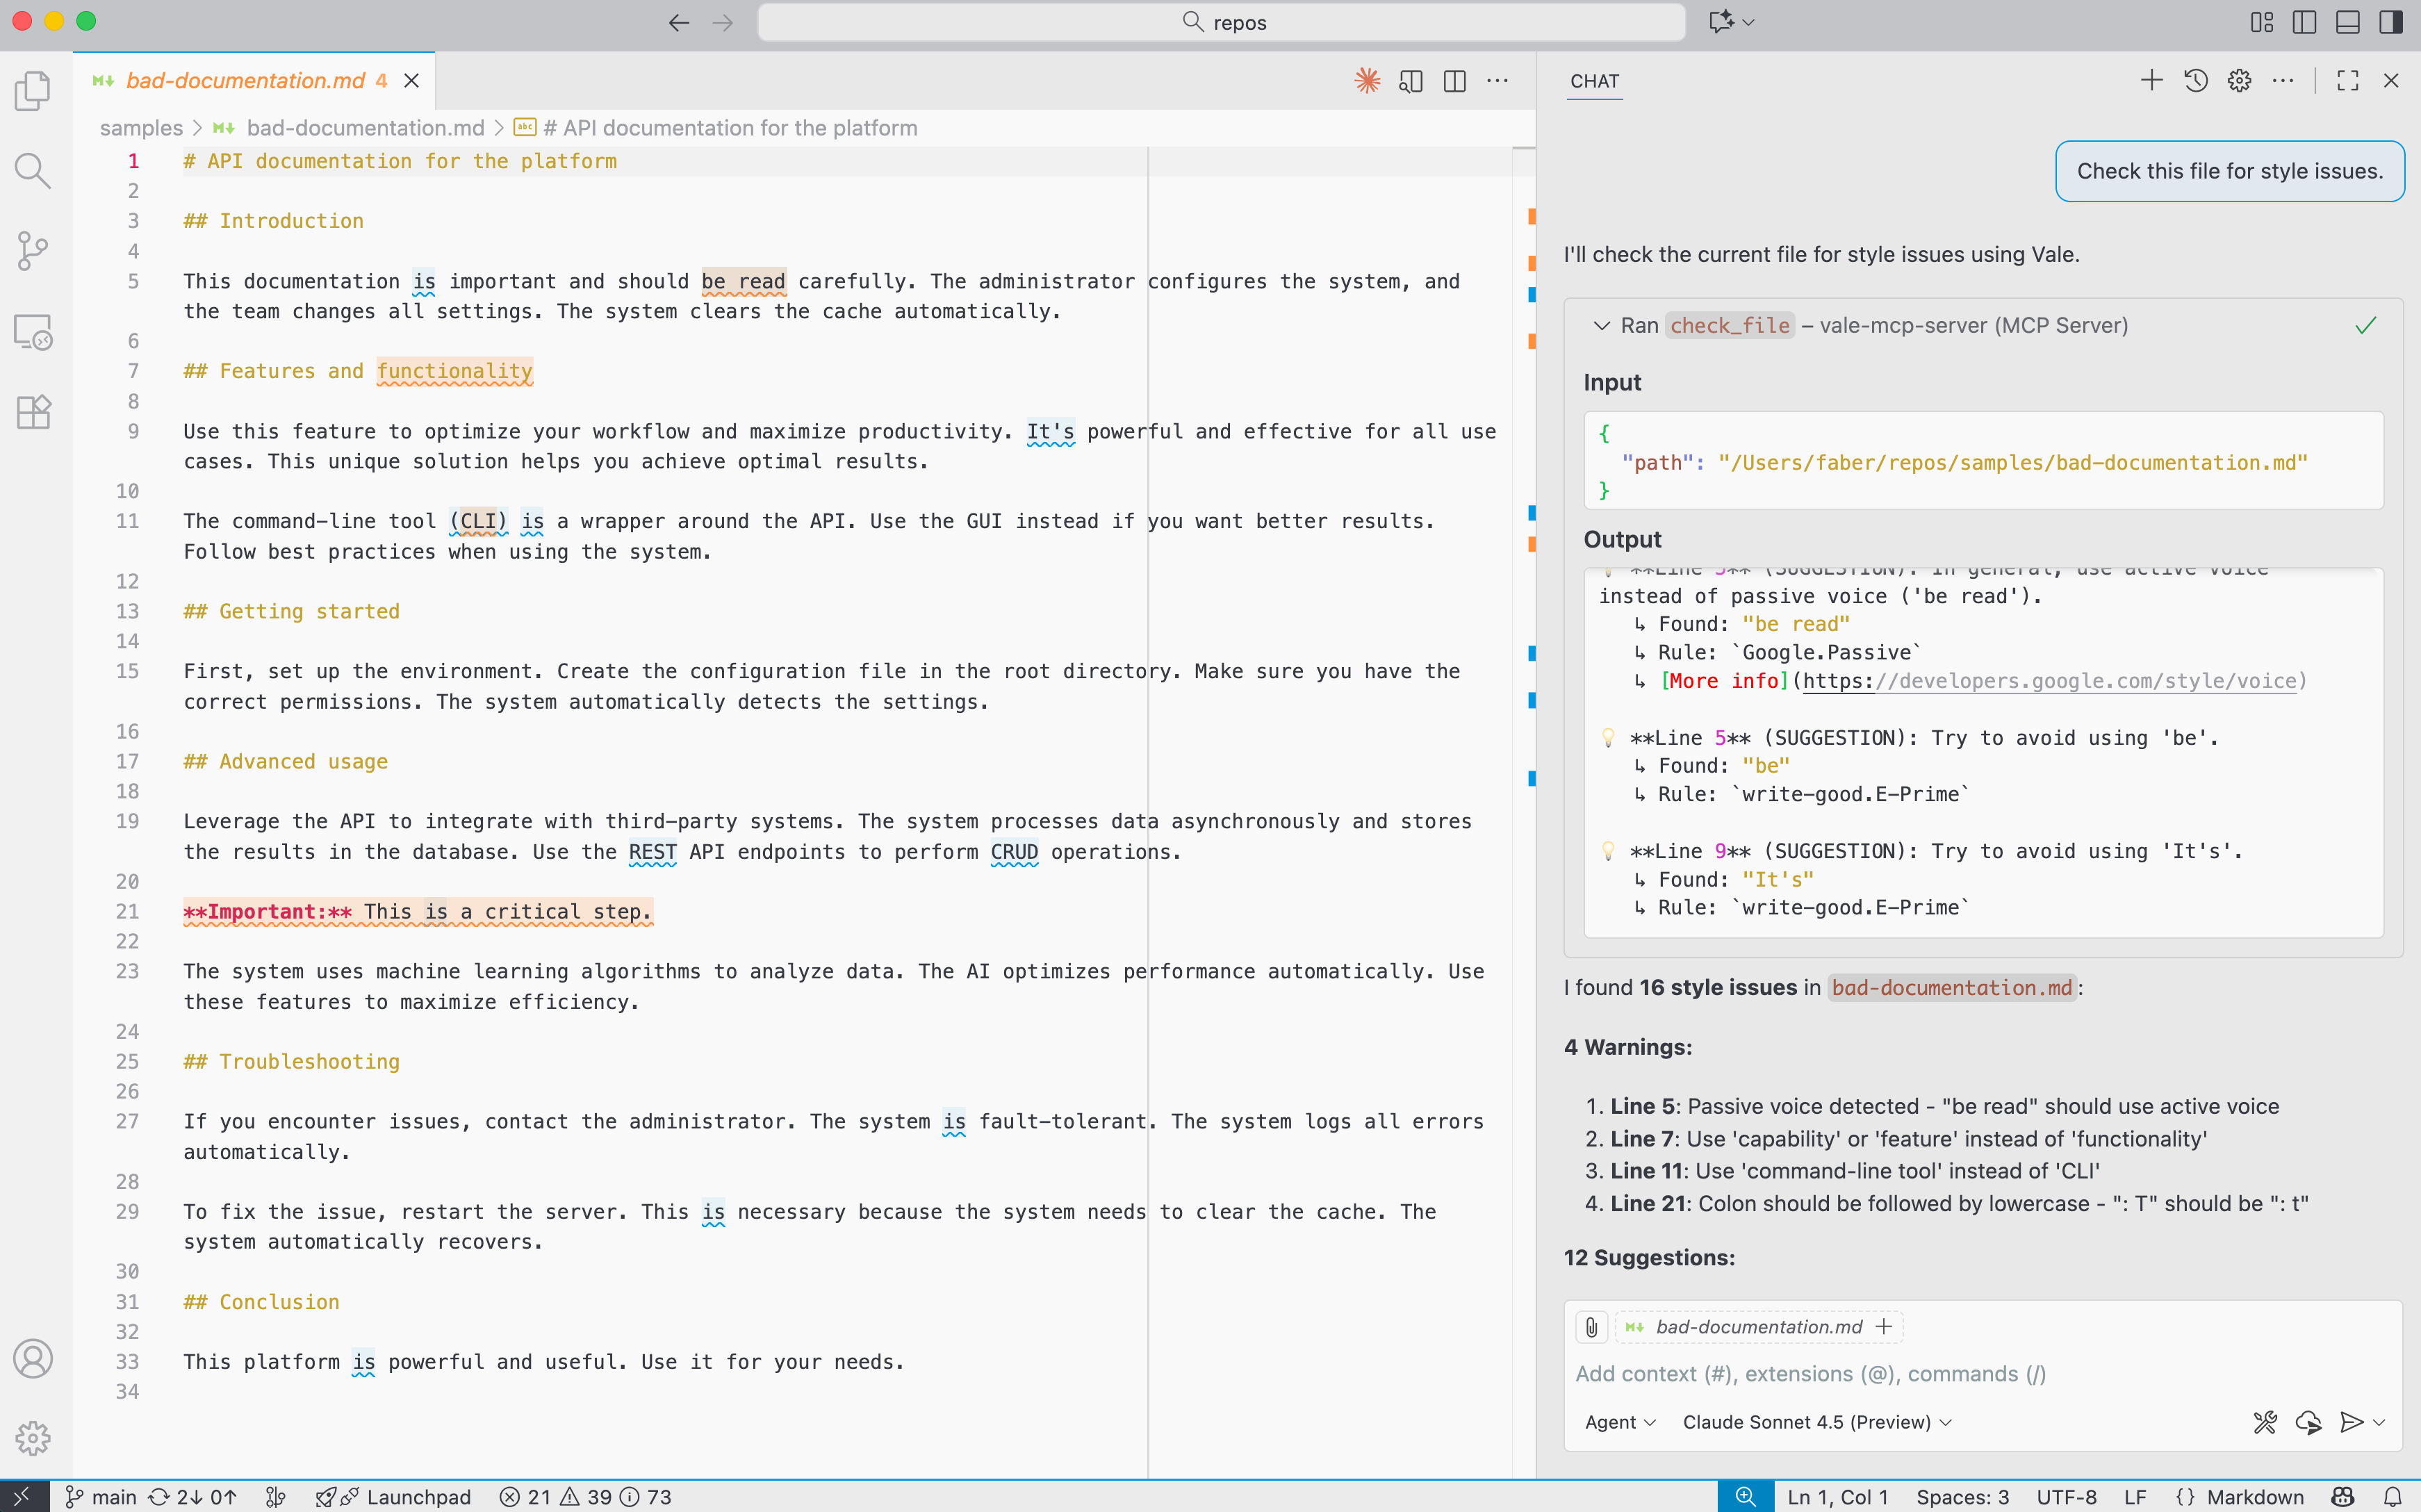 repos
bad-documentation.md 4
samples > bad-documentation.md > # API documentation for the platform
1 # API documentation for the platform
2
3 ## Introduction
4
5 This documentation is important and should be read carefully. The administrator configures the system, and
the team changes all settings. The system clears the cache automatically.
6
7 ## Features and functionality
8
9 Use this feature to optimize your workflow and maximize productivity. It's powerful and effective for all use
cases. This unique solution helps you achieve optimal results.
10
11 The command-line tool (CLI) is a wrapper around the API. Use the GUI instead if you want better results.
Follow best practices when using the system.
12
13 ## Getting started
14
15 First, set up the environment. Create the configuration file in the root directory. Make sure you have the
correct permissions. The system automatically detects the settings.
16
17 ## Advanced usage
18
19 Leverage the API to integrate with third-party systems. The system processes data asynchronously and stores
the results in the database. Use the REST API endpoints to perform CRUD operations.
20
21 **Important:** This is a critical step.
22
23 The system uses machine learning algorithms to analyze data. The AI optimizes performance automatically. Use
these features to maximize efficiency.
24
25 ## Troubleshooting
26
27 If you encounter issues, contact the administrator. The system is fault-tolerant. The system logs all errors
automatically.
28
29 To fix the issue, restart the server. This is necessary because the system needs to clear the cache. The
system automatically recovers.
30
31 ## Conclusion
32
33 This platform is powerful and useful. Use it for your needs.
34
CHAT
Check this file for style issues.
I'll check the current file for style issues using Vale.
Ran check_file – vale-mcp-server (MCP Server)
Input
{
"path": "/Users/faber/repos/samples/bad-documentation.md"
}
Output
**Line 5** (SUGGESTION): In general, use active voice
instead of passive voice ('be read').
↳ Found: "be read"
↳ Rule: `Google.Passive`
↳ [More info](https://developers.google.com/style/voice)
💡 **Line 5** (SUGGESTION): Try to avoid using 'be'.
↳ Found: "be"
↳ Rule: `write-good.E-Prime`
💡 **Line 9** (SUGGESTION): Try to avoid using 'It's'.
↳ Found: "It's"
↳ Rule: `write-good.E-Prime`
I found 16 style issues in bad-documentation.md:
4 Warnings:
1. Line 5: Passive voice detected - "be read" should use active voice
2. Line 7: Use 'capability' or 'feature' instead of 'functionality'
3. Line 11: Use 'command-line tool' instead of 'CLI'
4. Line 21: Colon should be followed by lowercase - ": T" should be ": t"
12 Suggestions:
bad-documentation.md +
Add context (#), extensions (@), commands (/)
Agent Claude Sonnet 4.5 (Preview)
main 2↓ 0↑ Launchpad 21 39 73 Ln 1, Col 1 Spaces: 3 UTF-8 LF {} Markdown